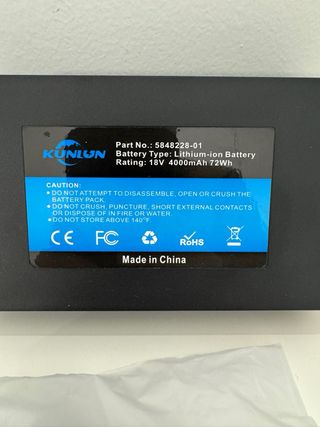 KUNLUN
Part No.: 5848228-01
Battery Type: Lithium-ion Battery
Rating: 18V 4000mAh 72Wh
CAUTION:
● DO NOT ATTEMPT TO DISASSEMBLE, OPEN OR CRUSH THE
BATTERY PACK.
● DO NOT CRUSH, PUNCTURE, SHORT EXTERNAL CONTACTS
OR DISPOSE OF IN FIRE OR WATER.
● DO NOT STORE ABOVE 140°F.
CE FC RoHS
Made in China